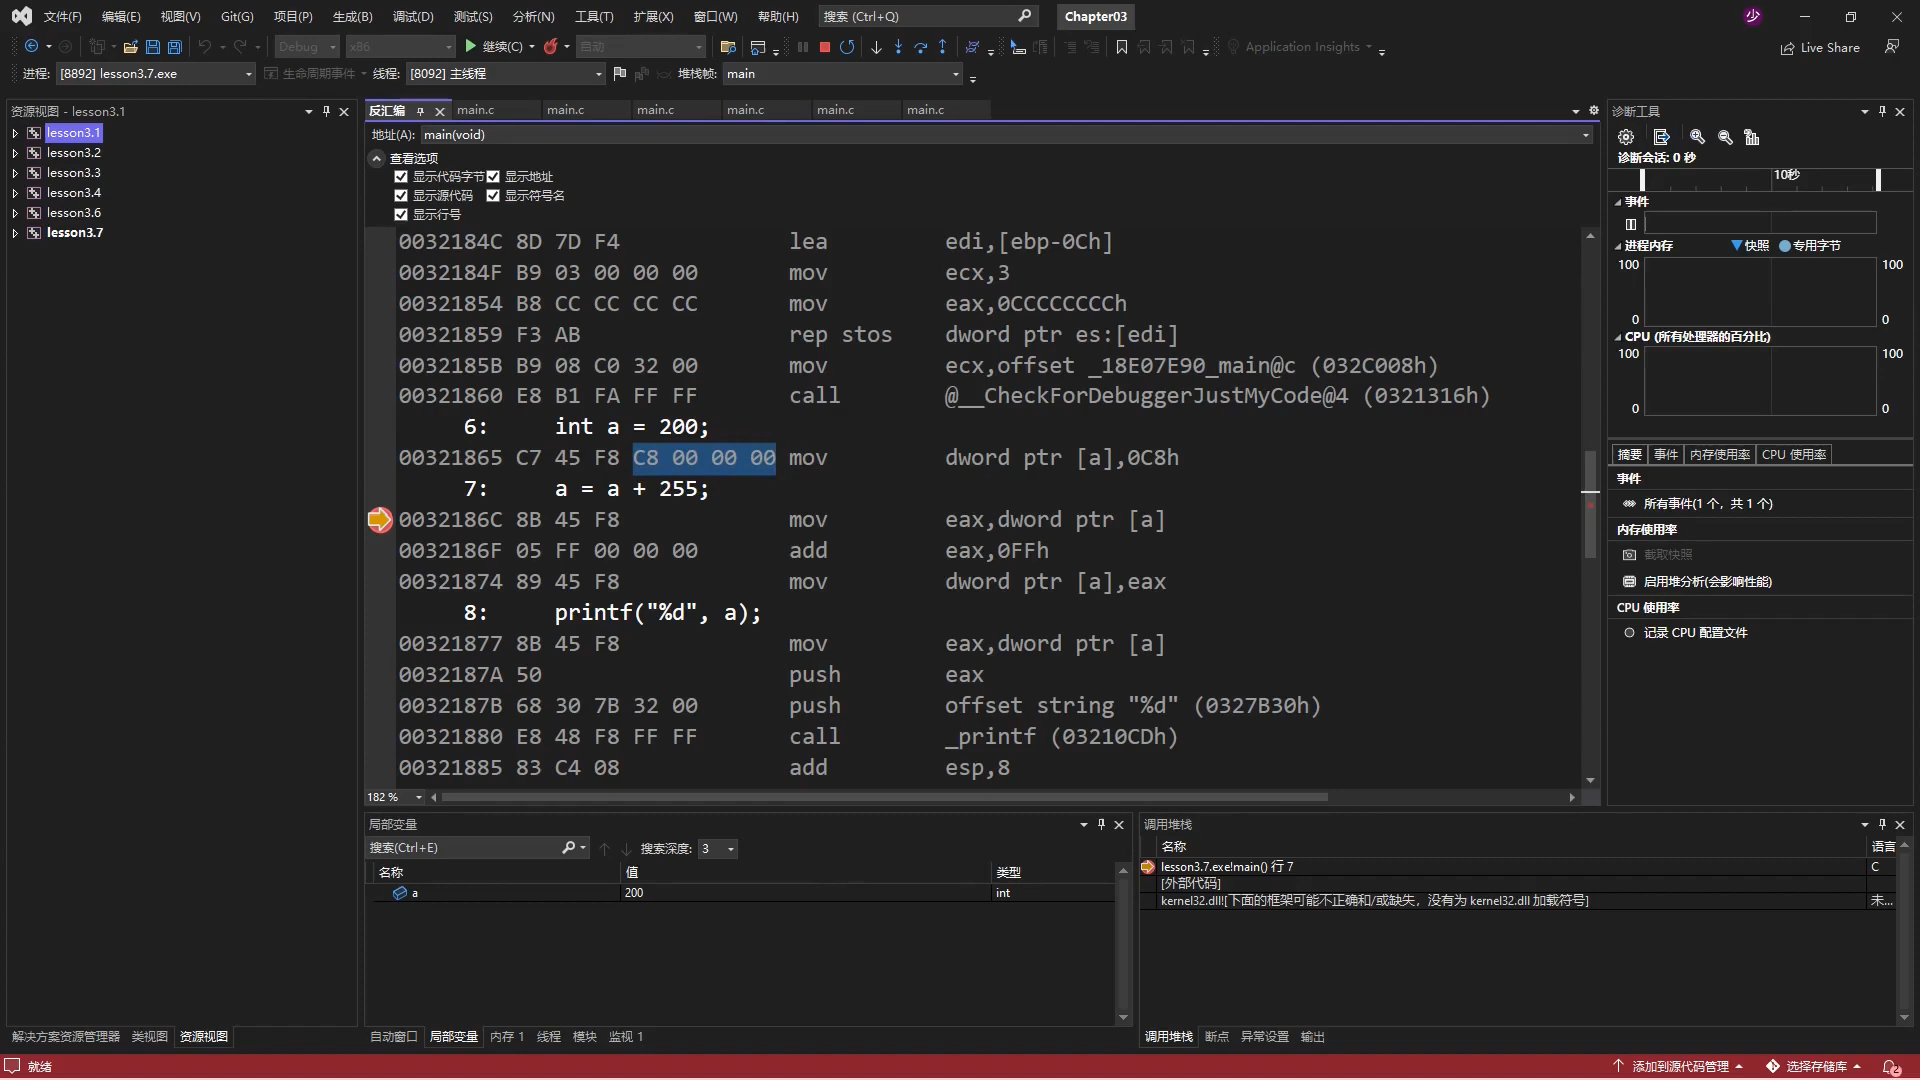 文件(F) 编辑(E) 视图(V) Git(G) 项目(P) 生成(B) 调试(D) 测试(S) 分析(N) 工具(T) 扩展(X) 窗口(W) 帮助(H) 搜索 (Ctrl+Q) Chapter03 少
Debug x86 继续(C) 自动 Application Insights Live Share
进程: [8892] lesson3.7.exe 生命周期事件 线程: [8092] 主线程 堆栈帧: main
资源视图 - lesson3.1
lesson3.1
lesson3.2
lesson3.3
lesson3.4
lesson3.6
lesson3.7
反汇编 main.c main.c main.c main.c main.c main.c
地址(A): main(void)
查看选项
显示代码字节 显示地址
显示源代码 显示符号名
显示行号
0032184C 8D 7D F4 lea edi,[ebp-0Ch]
0032184F B9 03 00 00 00 mov ecx,3
00321854 B8 CC CC CC CC mov eax,0CCCCCCCCh
00321859 F3 AB rep stos dword ptr es:[edi]
0032185B B9 08 C0 32 00 mov ecx,offset _18E07E90_main@c (032C008h)
00321860 E8 B1 FA FF FF call @__CheckForDebuggerJustMyCode@4 (0321316h)
6: int a = 200;
00321865 C7 45 F8 C8 00 00 00 mov dword ptr [a],0C8h
7: a = a + 255;
0032186C 8B 45 F8 mov eax,dword ptr [a]
0032186F 05 FF 00 00 00 add eax,0FFh
00321874 89 45 F8 mov dword ptr [a],eax
8: printf("%d", a);
00321877 8B 45 F8 mov eax,dword ptr [a]
0032187A 50 push eax
0032187B 68 30 7B 32 00 push offset string "%d" (0327B30h)
00321880 E8 48 F8 FF FF call _printf (03210CDh)
00321885 83 C4 08 add esp,8
182 %
诊断工具
诊断会话: 0 秒
10秒
事件
进程内存 快照 专用字节
100 100
0 0
CPU (所有处理器的百分比)
100 100
0 0
摘要 事件 内存使用率 CPU 使用率
事件
所有事件(1 个，共 1 个)
内存使用率
截取快照
启用堆分析(会影响性能)
CPU 使用率
记录 CPU 配置文件
局部变量
搜索(Ctrl+E) 搜索深度: 3
名称 值 类型
a 200 int
自动窗口 局部变量 内存 1 线程 模块 监视 1
调用堆栈
名称 语言
lesson3.7.exe!main() 行 7 C
[外部代码]
kernel32.dll![下面的框架可能不正确和/或缺失，没有为 kernel32.dll 加载符号] 未...
调用堆栈 断点 异常设置 输出
解决方案资源管理器 类视图 资源视图
就绪 添加到源代码管理 选择存储库 2